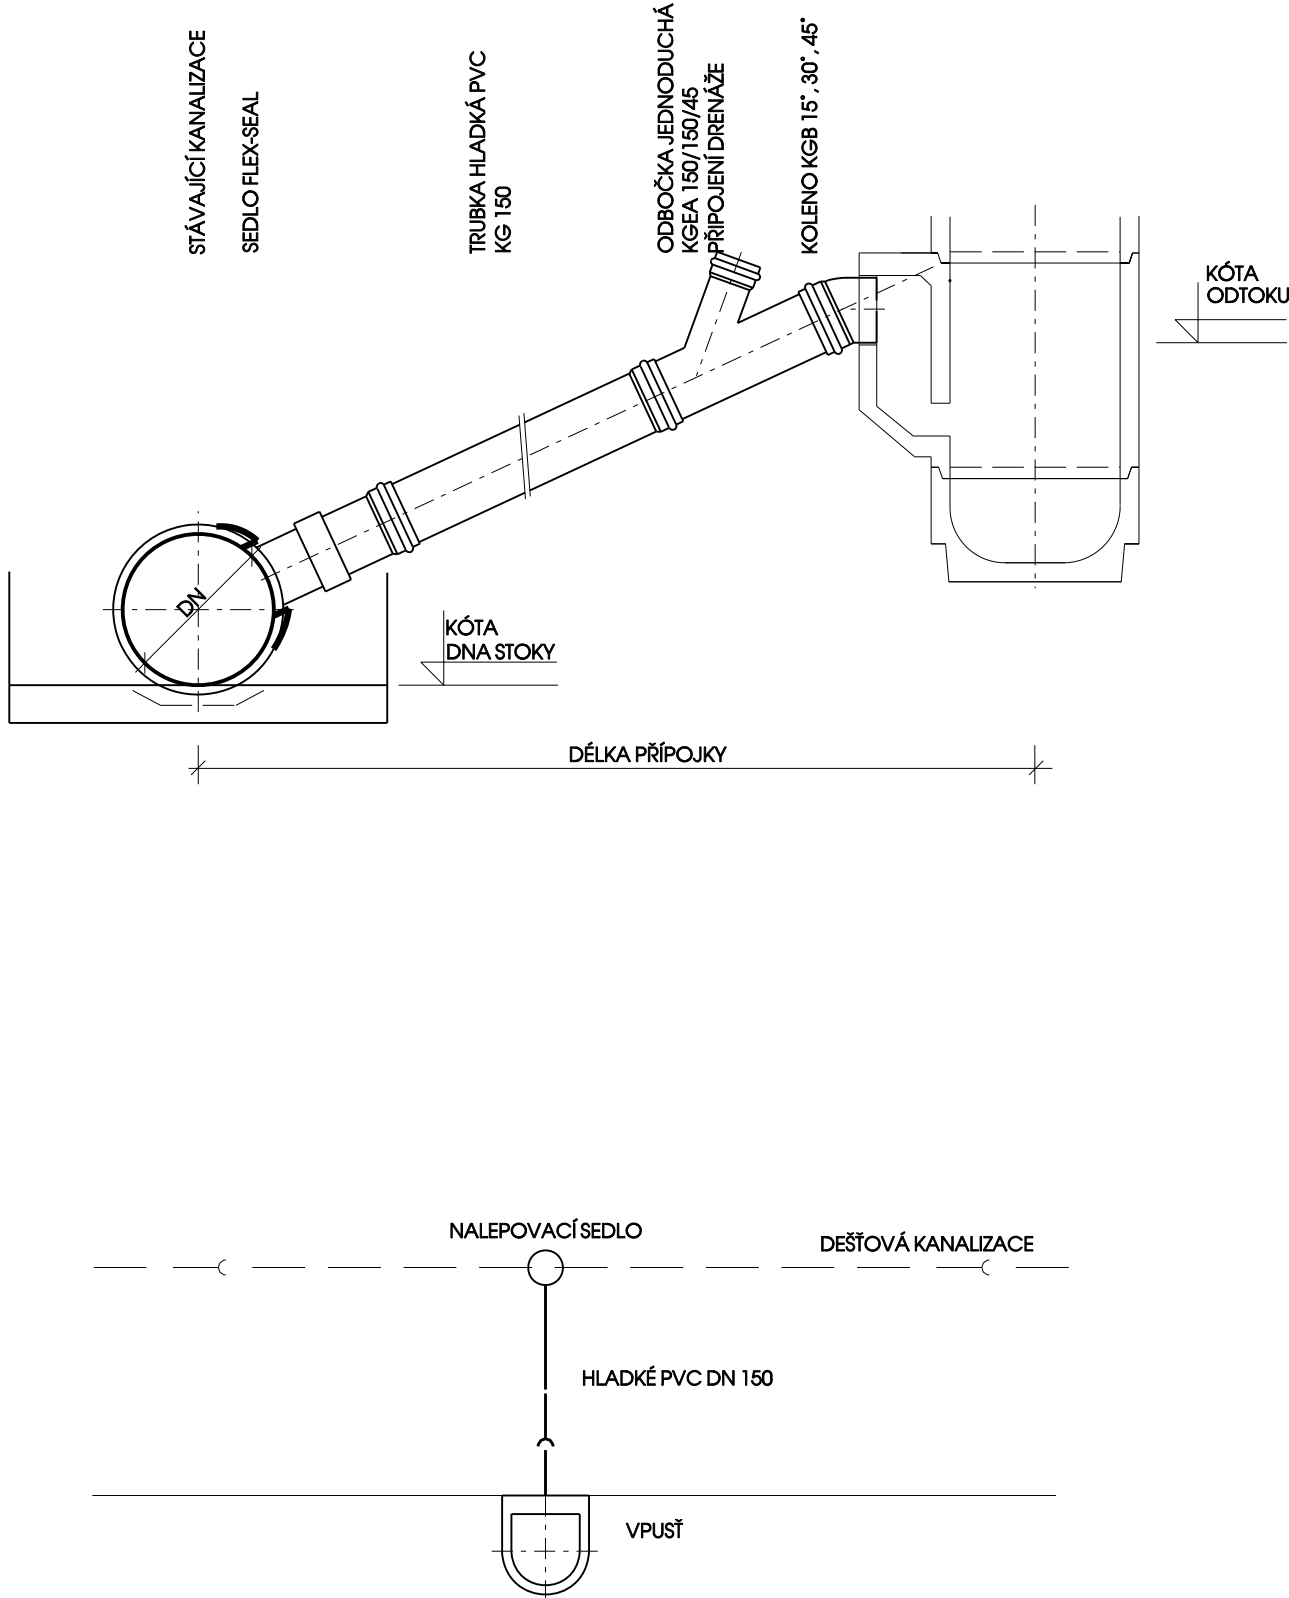 STÁVAJÍCÍ KANALIZACE
SEDLO FLEX-SEAL
TRUBKA HLADKÁ PVC
KG 150
ODBOČKA JEDNODUCHÁ
KGEA 150/150/45
PŘIPOJENÍ DRENÁŽE
KOLENO KGB 15°, 30°, 45°
KÓTA
ODTOKU
DN
KÓTA
DNA STOKY
DÉLKA PŘÍPOJKY
NALEPOVACÍ SEDLO
DEŠŤOVÁ KANALIZACE
HLADKÉ PVC DN 150
VPUSŤ